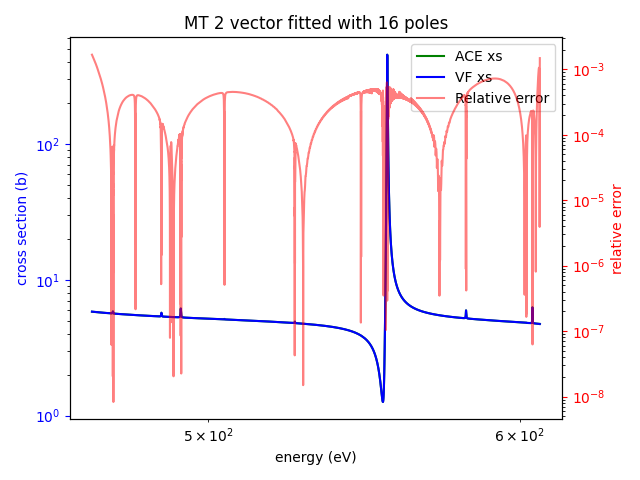 MT 2 vector fitted with 16 poles
ACE xs
VF xs
Relative error
cross section (b)
10² 
10¹
10⁰
10⁻³
10⁻⁴
10⁻⁵
10⁻⁶
10⁻⁷
10⁻⁸
relative error
5 × 10²
6 × 10²
energy (eV)